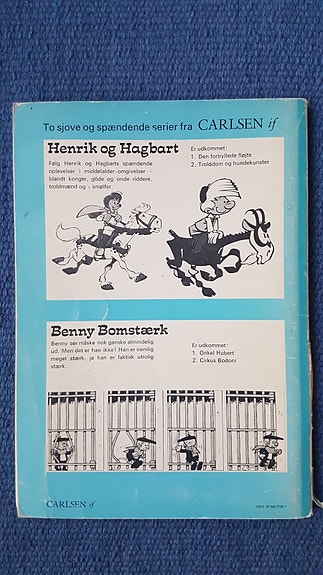 To sjove og spændende serier fra CARLSEN if
Henrik og Hagbart
Følg Henrik og Hagbarts spændende
oplevelser i middelalder-omgivelser -
blandt konger, gode og onde riddere,
troldmænd og - smølfer.
Er udkommet:
1. Den fortryllede fløjte
2. Trolddom og hundekunster
Benny Bomstærk
Benny ser måske nok ganske almindelig
ud. Men det er han ikke! Han er nemlig
meget stærk, ja han er faktisk utrolig
stærk.
Er udkommet:
1. Onkel Hubert
2. Cirkus Bodoni
CARLSEN if